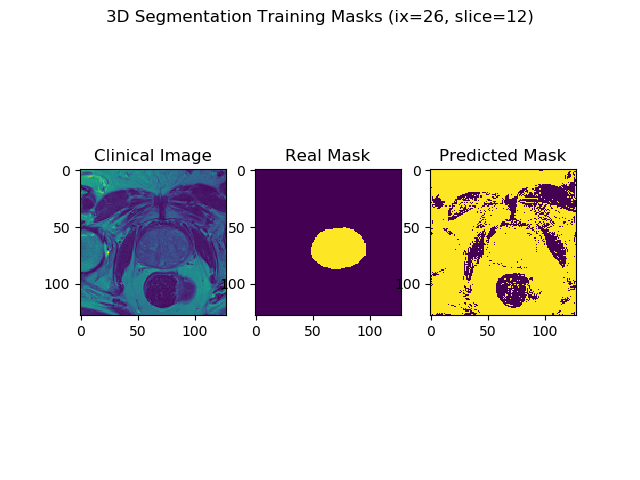 3D Segmentation Training Masks (ix=26, slice=12)
Clinical Image Real Mask Predicted Mask
0 0 0
50 50 50
100 100 100
0 100 0 50 100 0 50 100